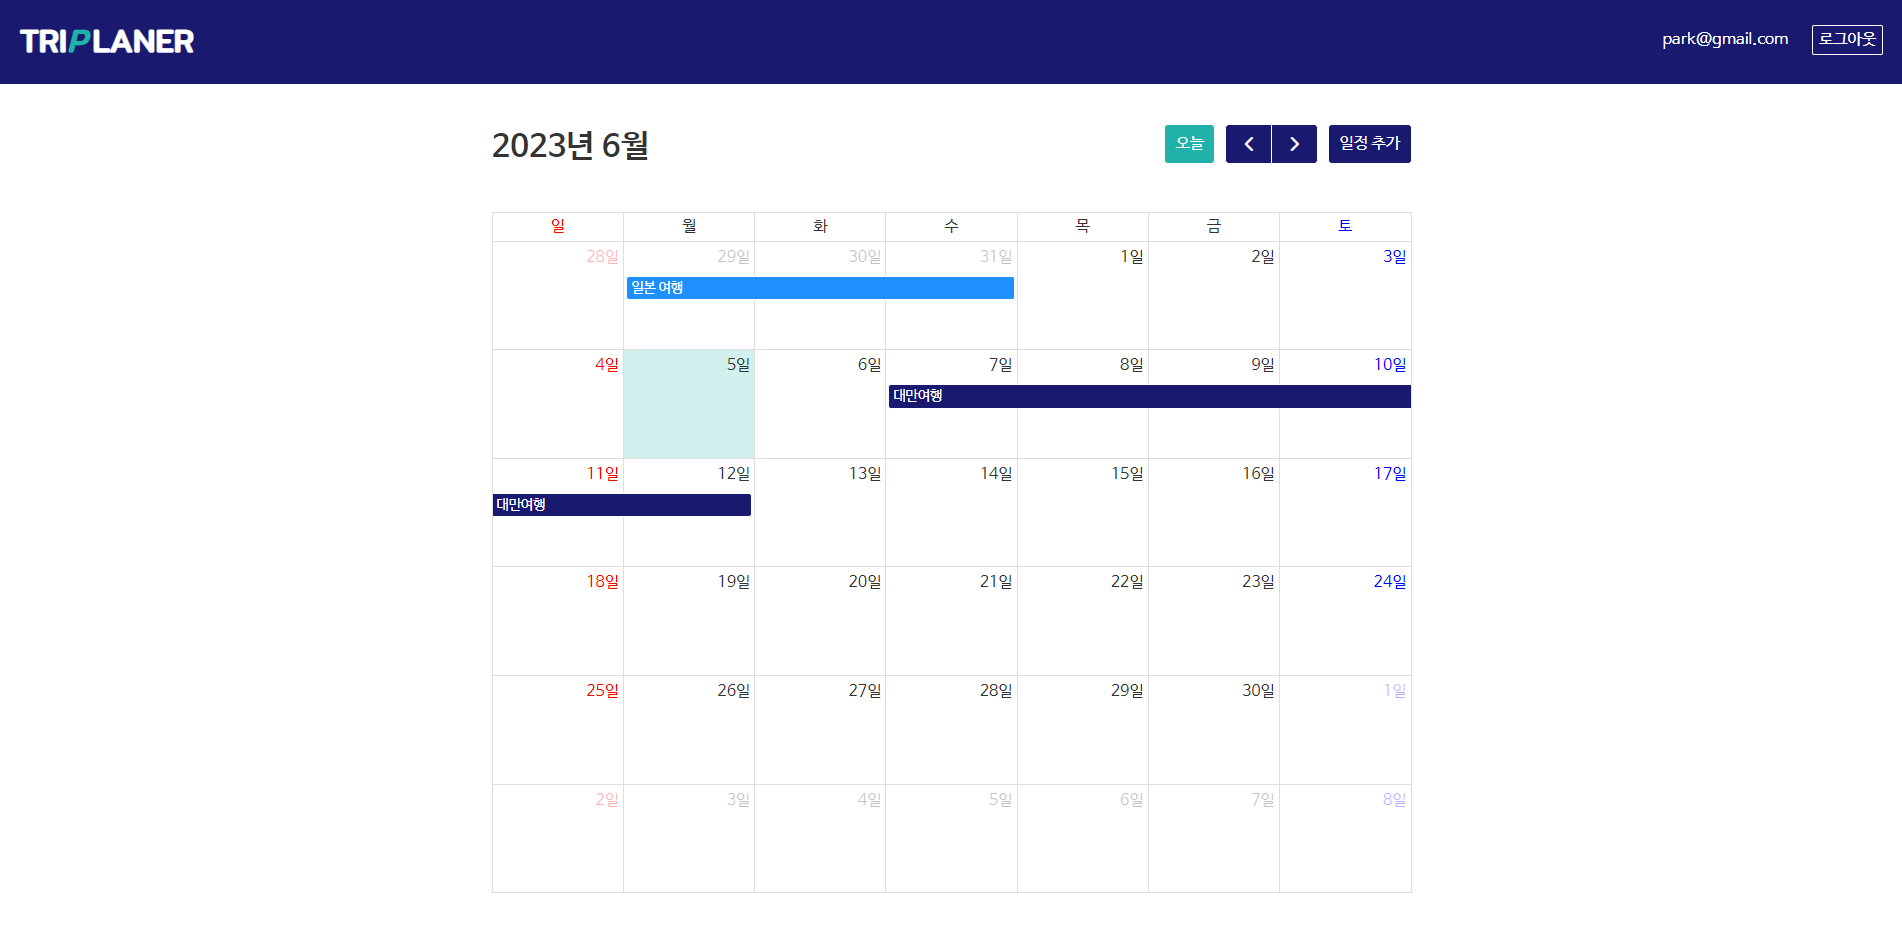 TRIPLANER
park@gmail.com 로그아웃
2023년 6월
오늘 일정 추가
일 월 화 수 목 금 토
28일 29일 30일 31일 1일 2일 3일
일본 여행
4일 5일 6일 7일 8일 9일 10일
대만여행
11일 12일 13일 14일 15일 16일 17일
대만여행
18일 19일 20일 21일 22일 23일 24일
25일 26일 27일 28일 29일 30일 1일
2일 3일 4일 5일 6일 7일 8일